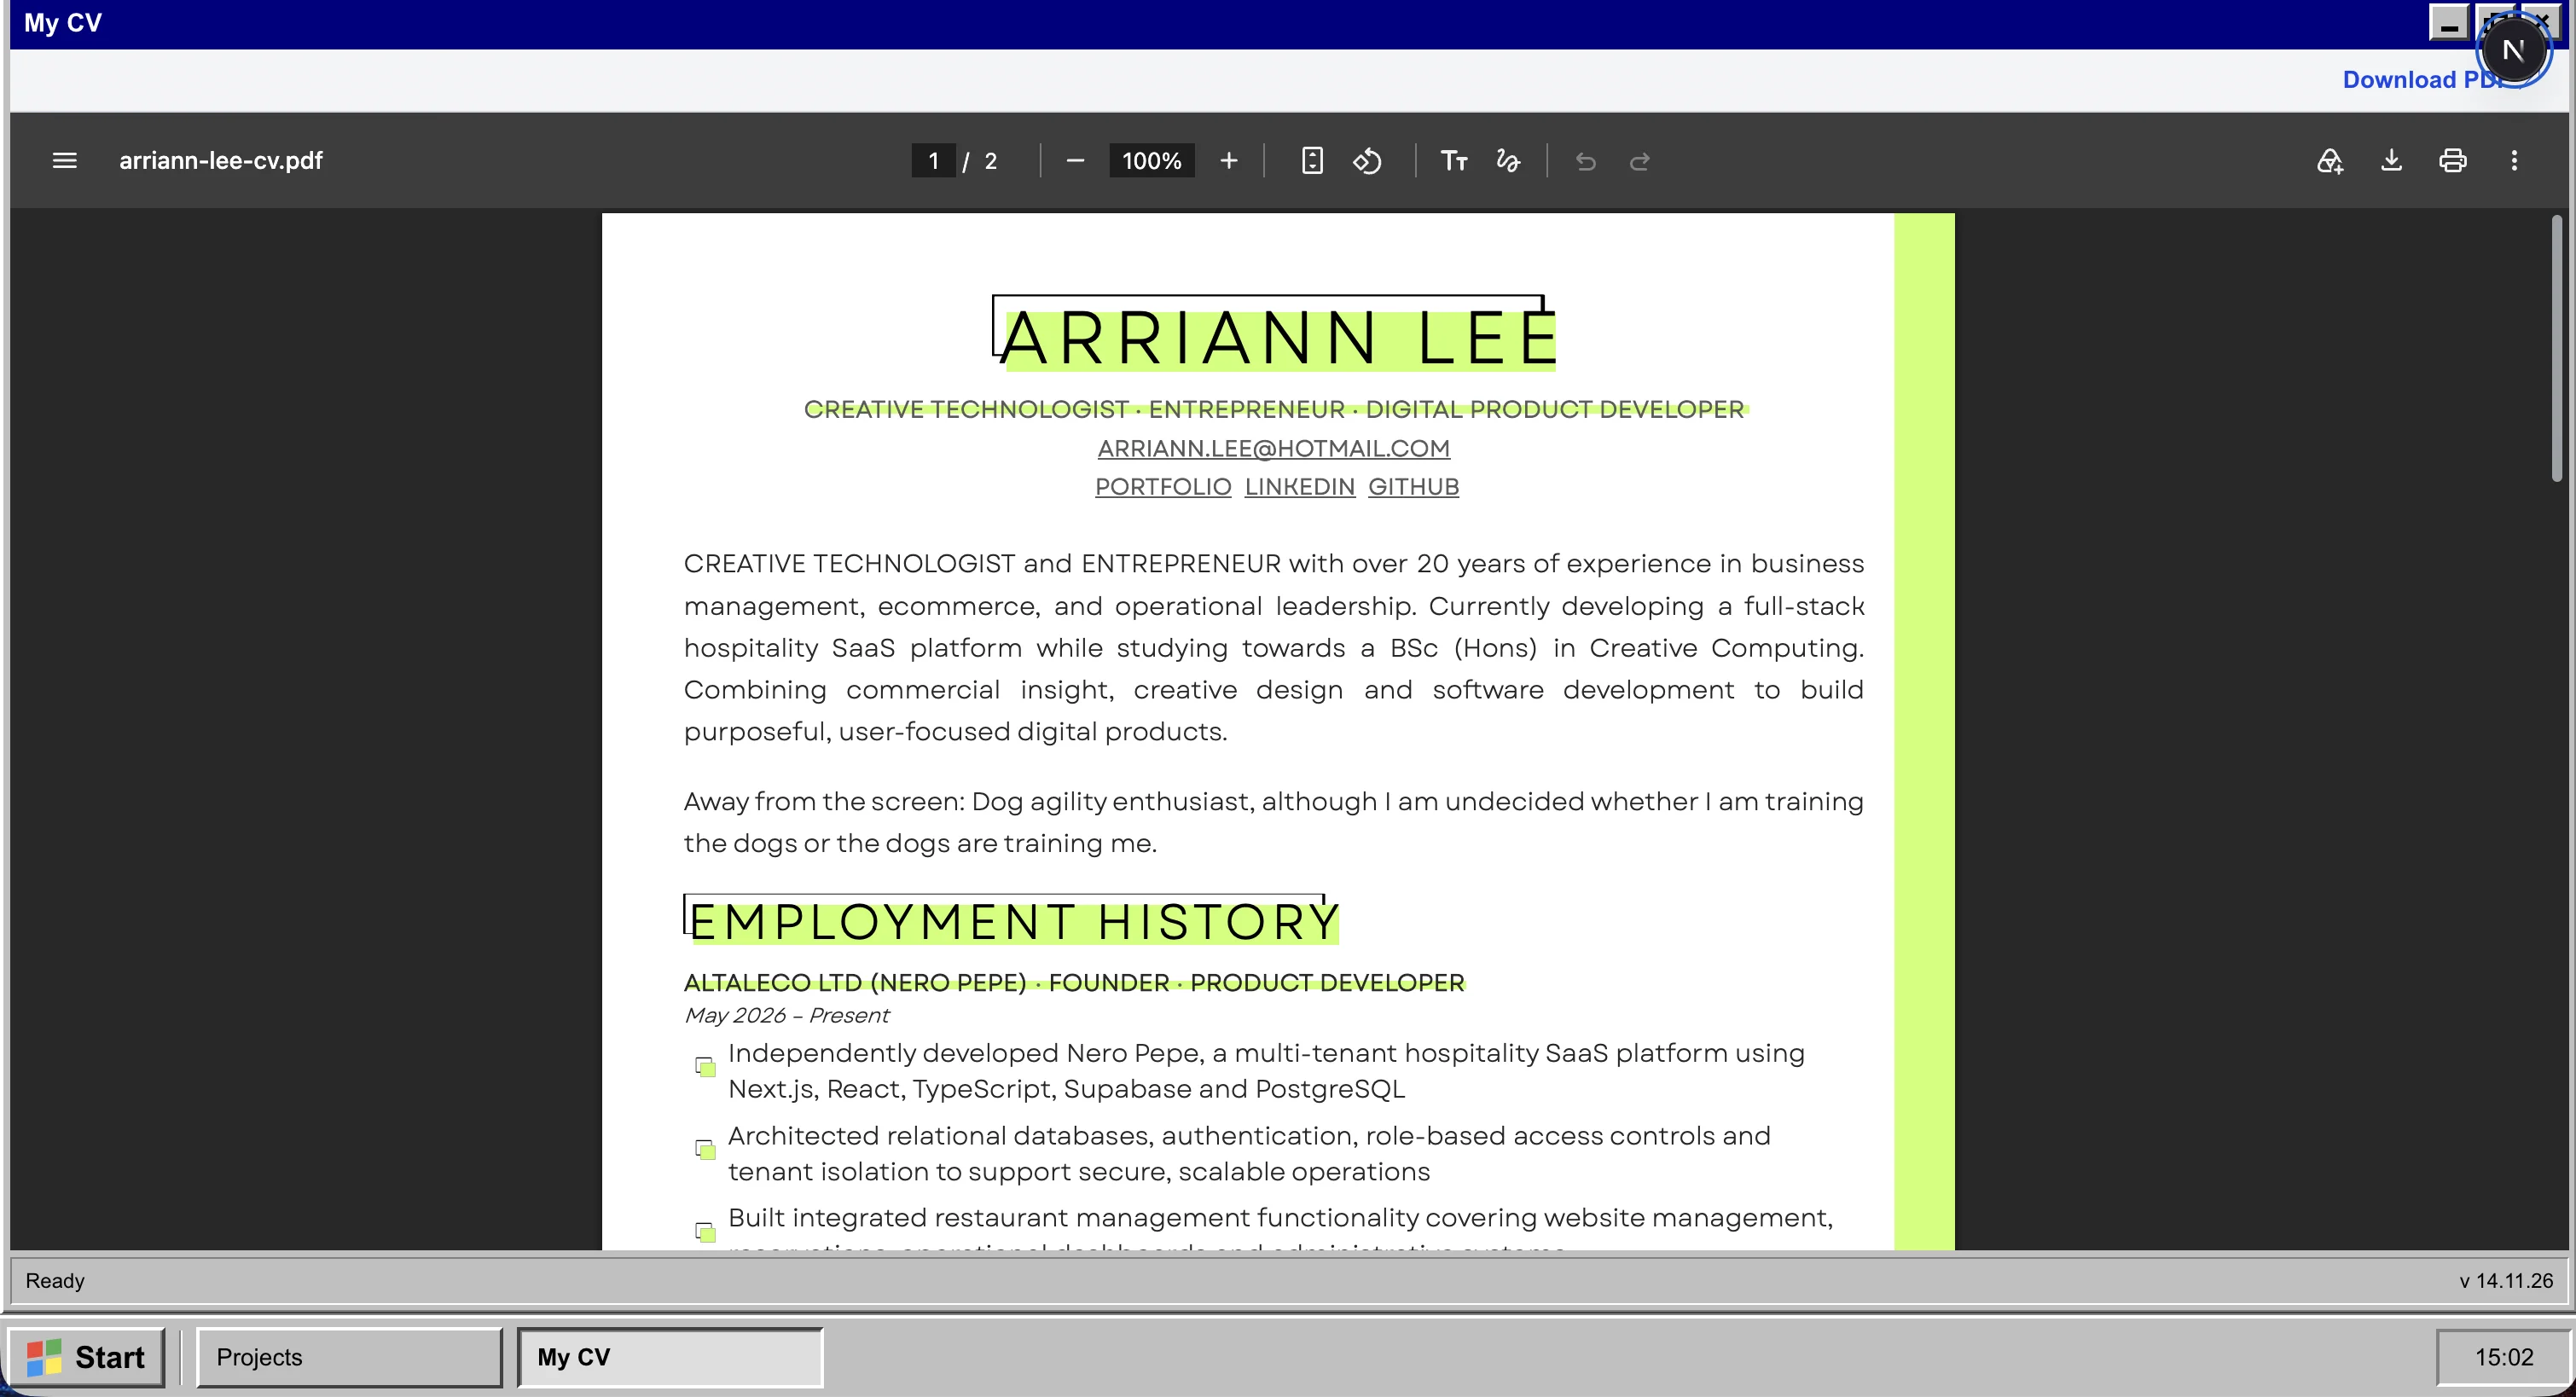 My CV
Download PDF
N
arriann-lee-cv.pdf
1 / 2
100%
ARRIANN LEE
CREATIVE TECHNOLOGIST · ENTREPRENEUR · DIGITAL PRODUCT DEVELOPER
ARRIANN.LEE@HOTMAIL.COM
PORTFOLIO LINKEDIN GITHUB
CREATIVE TECHNOLOGIST and ENTREPRENEUR with over 20 years of experience in business
management, ecommerce, and operational leadership. Currently developing a full-stack
hospitality SaaS platform while studying towards a BSc (Hons) in Creative Computing.
Combining commercial insight, creative design and software development to build
purposeful, user-focused digital products.
Away from the screen: Dog agility enthusiast, although I am undecided whether I am training
the dogs or the dogs are training me.
EMPLOYMENT HISTORY
ALTALECO LTD (NERO PEPE) · FOUNDER · PRODUCT DEVELOPER
May 2026 – Present
Independently developed Nero Pepe, a multi-tenant hospitality SaaS platform using
Next.js, React, TypeScript, Supabase and PostgreSQL
Architected relational databases, authentication, role-based access controls and
tenant isolation to support secure, scalable operations
Built integrated restaurant management functionality covering website management,
reservations, operational dashboards and administrative systems
Ready
v 14.11.26
Start
Projects
My CV
15:02